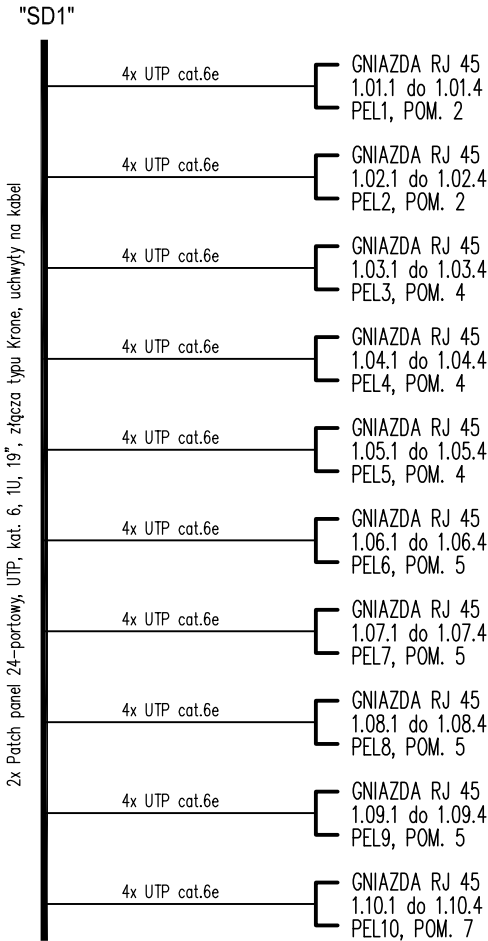 "SD1"
2x Patch panel 24-portowy, UTP, kat. 6, 1U, 19", złącza typu Krone, uchwyty na kabel
4x UTP cat.6e
GNIAZDA RJ 45
1.01.1 do 1.01.4
PEL1, POM. 2
4x UTP cat.6e
GNIAZDA RJ 45
1.02.1 do 1.02.4
PEL2, POM. 2
4x UTP cat.6e
GNIAZDA RJ 45
1.03.1 do 1.03.4
PEL3, POM. 4
4x UTP cat.6e
GNIAZDA RJ 45
1.04.1 do 1.04.4
PEL4, POM. 4
4x UTP cat.6e
GNIAZDA RJ 45
1.05.1 do 1.05.4
PEL5, POM. 4
4x UTP cat.6e
GNIAZDA RJ 45
1.06.1 do 1.06.4
PEL6, POM. 5
4x UTP cat.6e
GNIAZDA RJ 45
1.07.1 do 1.07.4
PEL7, POM. 5
4x UTP cat.6e
GNIAZDA RJ 45
1.08.1 do 1.08.4
PEL8, POM. 5
4x UTP cat.6e
GNIAZDA RJ 45
1.09.1 do 1.09.4
PEL9, POM. 5
4x UTP cat.6e
GNIAZDA RJ 45
1.10.1 do 1.10.4
PEL10, POM. 7